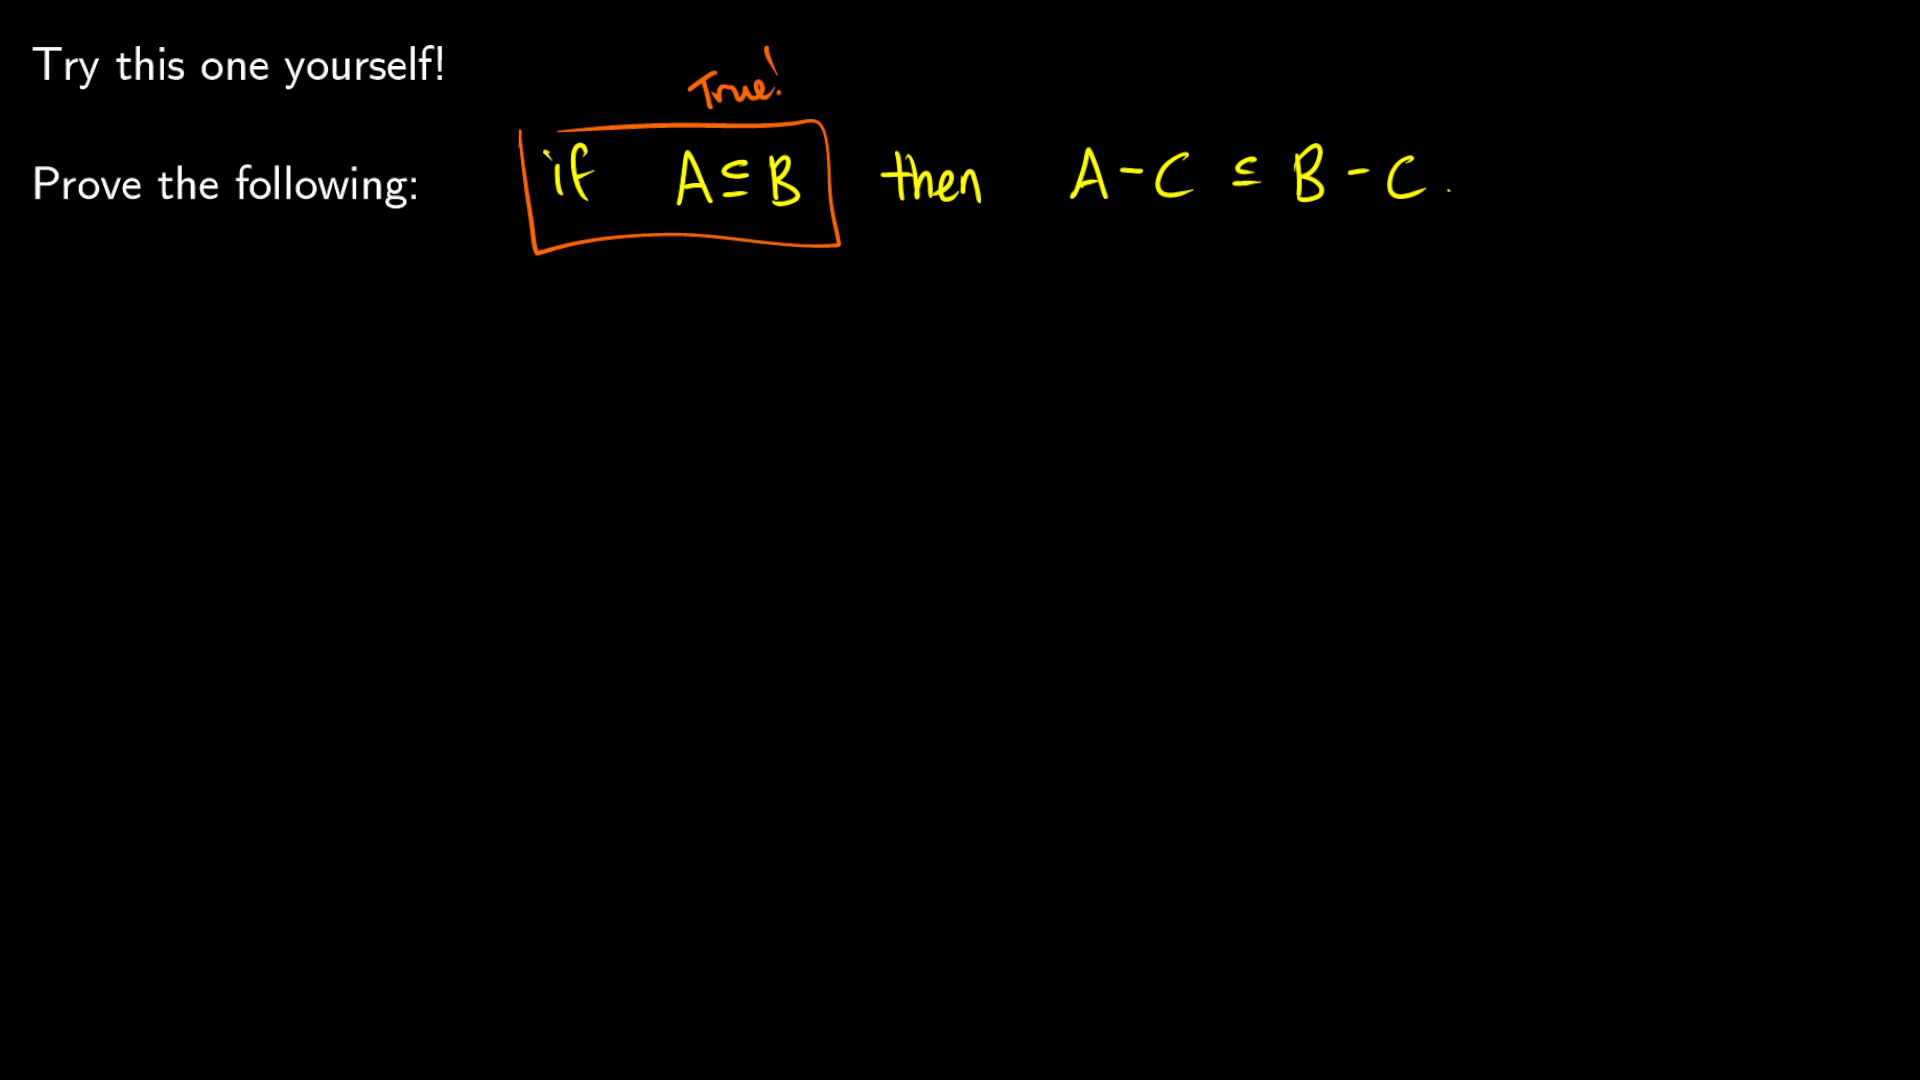 Try this one yourself!
True!
Prove the following: if A ⊆ B then A - C ⊆ B - C.